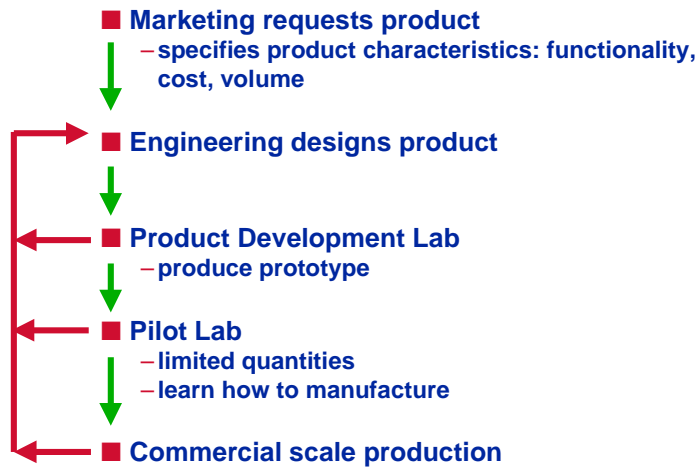 Marketing requests product
– specifies product characteristics: functionality,
cost, volume
Engineering designs product
Product Development Lab
– produce prototype
Pilot Lab
– limited quantities
– learn how to manufacture
Commercial scale production